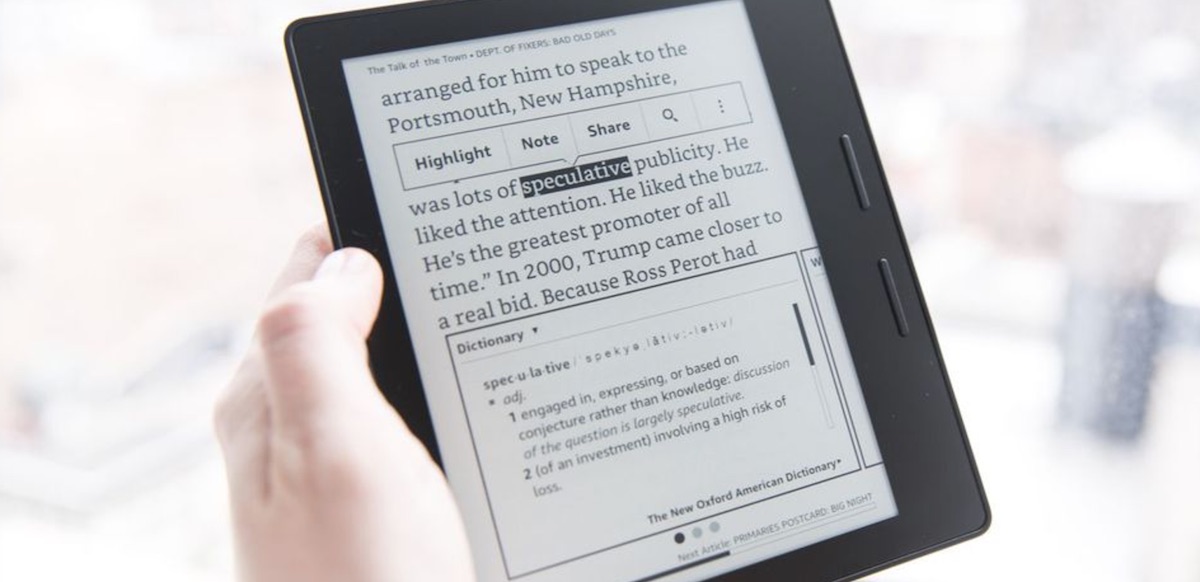 The Talk of the Town • DEPT. OF FIXERS: BAD OLD DAYS
arranged for him to speak to the
Portsmouth, New Hampshire,
Highlight Note Share
was lots of speculative publicity. He
liked the attention. He liked the buzz.
He's the greatest promoter of all
time.” In 2000, Trump came closer to
a real bid. Because Ross Perot had
Dictionary ▼
W
spec·u·la·tive /ˈspekyəˌlātiv;-lətiv/
• adj.
1 engaged in, expressing, or based on
conjecture rather than knowledge: discussion
of the question is largely speculative.
2 (of an investment) involving a high risk of
loss.
The New Oxford American Dictionary
Next Article: PRIMARIES POSTCARD: BIG NIGHT